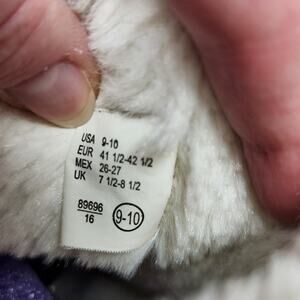 USA 9-10
EUR 41 1/2-42 1/2
MEX 26-27
UK 7 1/2-8 1/2
89696
16
9-10